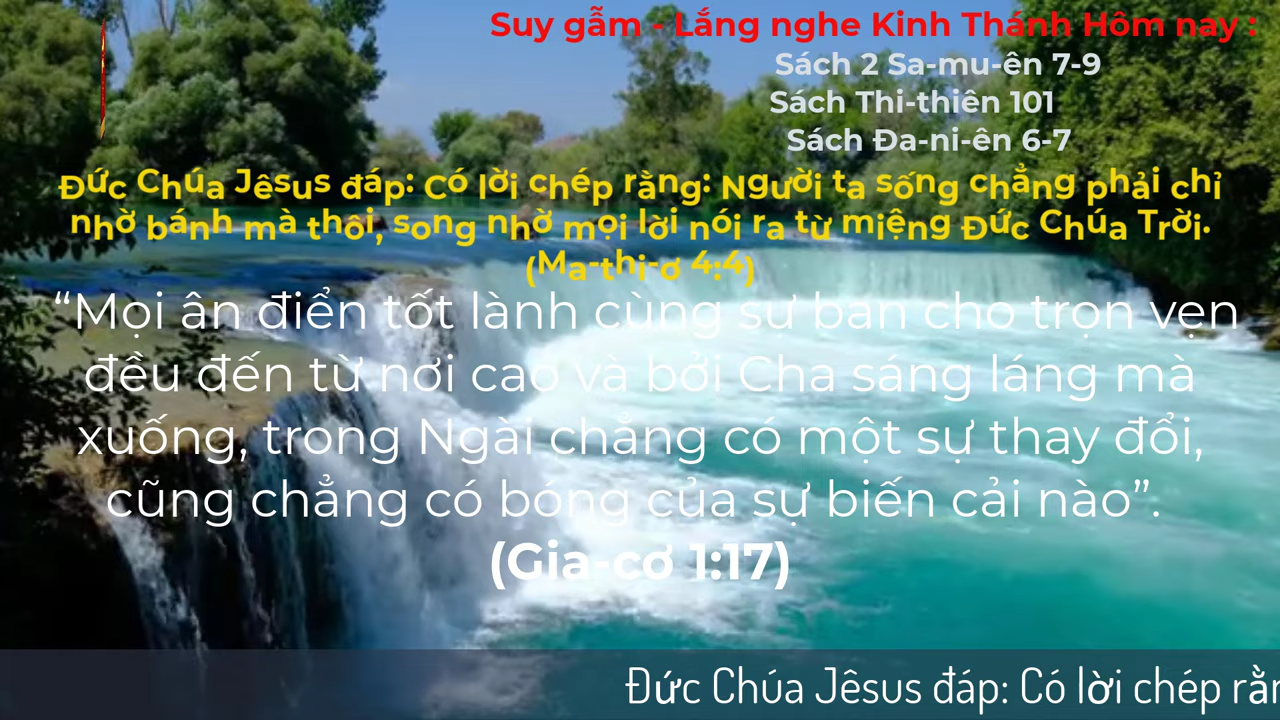 Suy gẫm - Lắng nghe Kinh Thánh Hôm nay :
Sách 2 Sa-mu-ên 7-9
Sách Thi-thiên 101
Sách Đa-ni-ên 6-7
Đức Chúa Jêsus đáp: Có lời chép rằng: Người ta sống chẳng phải chỉ
nhờ bánh mà thôi, song nhờ mọi lời nói ra từ miệng Đức Chúa Trời.
(Ma-thi-ơ 4:4)
“Mọi ân điển tốt lành cùng sự ban cho trọn vẹn
đều đến từ nơi cao và bởi Cha sáng láng mà
xuống, trong Ngài chẳng có một sự thay đổi,
cũng chẳng có bóng của sự biến cải nào”.
(Gia-cơ 1:17)
Đức Chúa Jêsus đáp: Có lời chép rằn